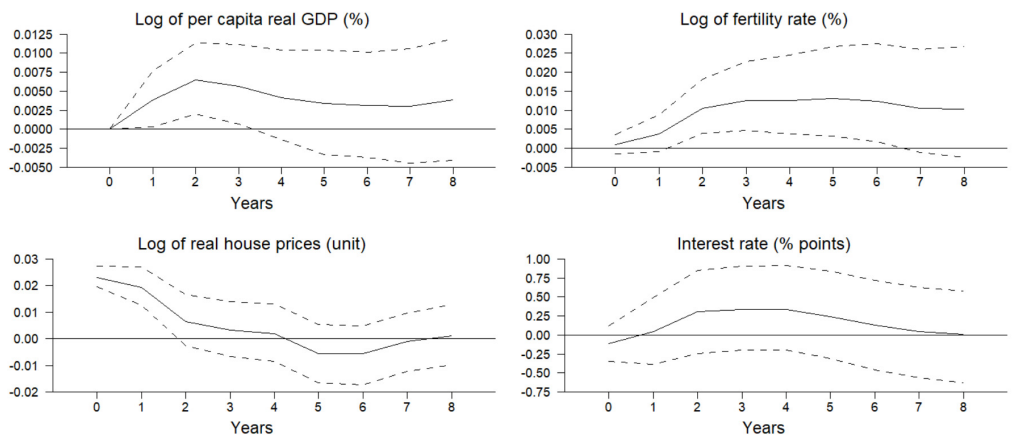 Log of per capita real GDP (%)
0.0125
0.0100
0.0075
0.0050
0.0025
0.0000
-0.0025
-0.0050
0 1 2 3 4 5 6 7 8
Years
Log of fertility rate (%)
0.030
0.020
0.010
0.005
0.000
0.005
0 1 2 3 4 5 6 7 8
Years
Log of real house prices (unit)
0.03
0.02
0.01
0.00
-0.01
-0.02
0 1 2 3 4 5 6 7 8
Years
Interest rate (% points)
1.00
0.75
0.50
0.25
0.00
-0.25
-0.50
-0.75
0 1 2 3 4 5 6 7 8
Years